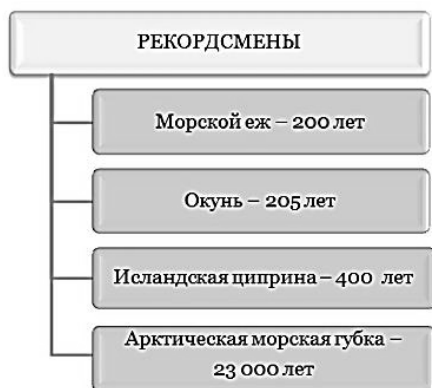 РЕКОРДСМЕНЫ
Морской еж – 200 лет
Окунь – 205 лет
Исландская циприна – 400 лет
Арктическая морская губка –
23 000 лет